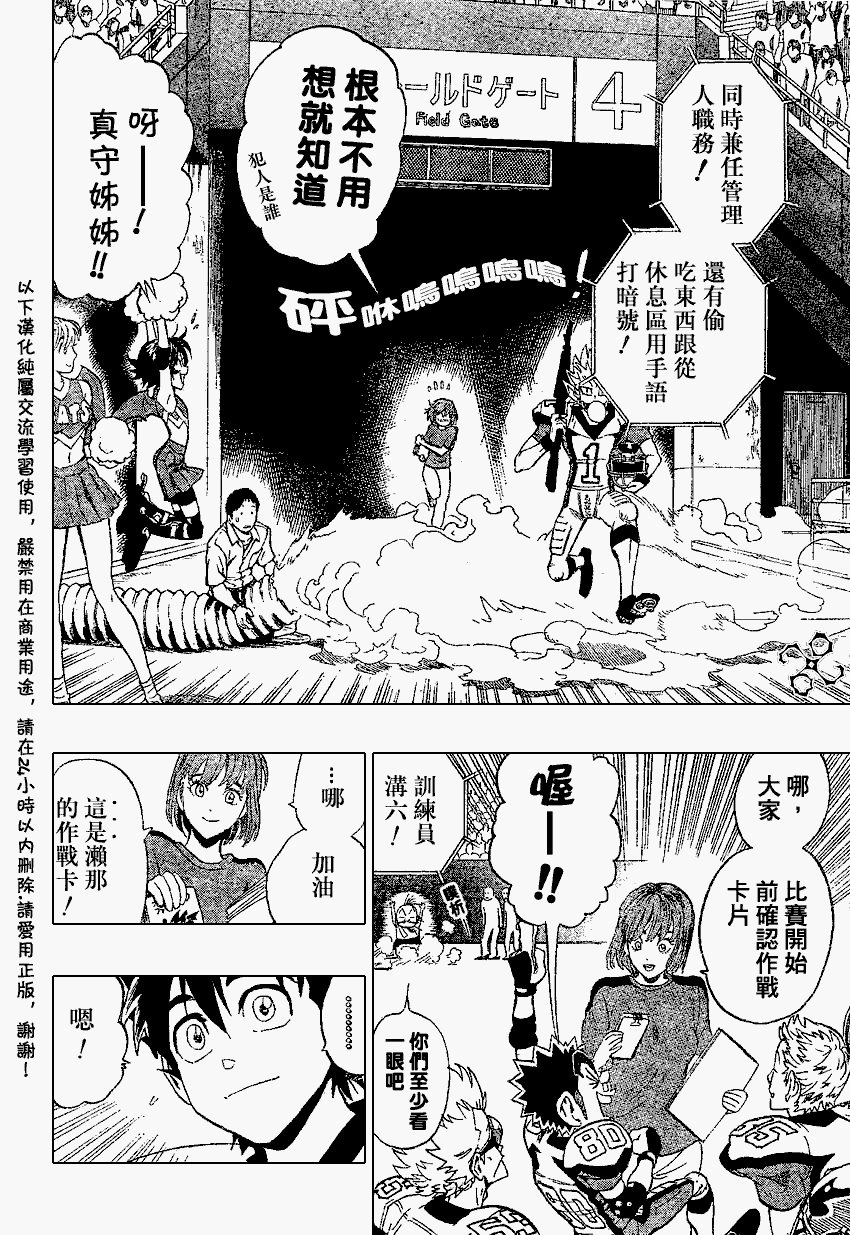 同時兼任管理
人職務！
還有偷
吃東西跟從
休息區用手語
打暗號！
ールドゲート
Field Gate
4
根本不用
想就知道
犯人是誰
砰咻嗚嗚嗚嗚！
呀——！
真守姊姊!!
1
哪，
大家
比賽開始
前確認作戰
卡片
喔——!!
訓練員
溝六！
你們至少看
一眼吧
80
…哪
加油
這是瀨那
的作戰卡！
…………
嗯！
以下漢化純屬交流學習使用，嚴禁用在商業用途，請在24小時以內刪除.請愛用正版，謝謝！